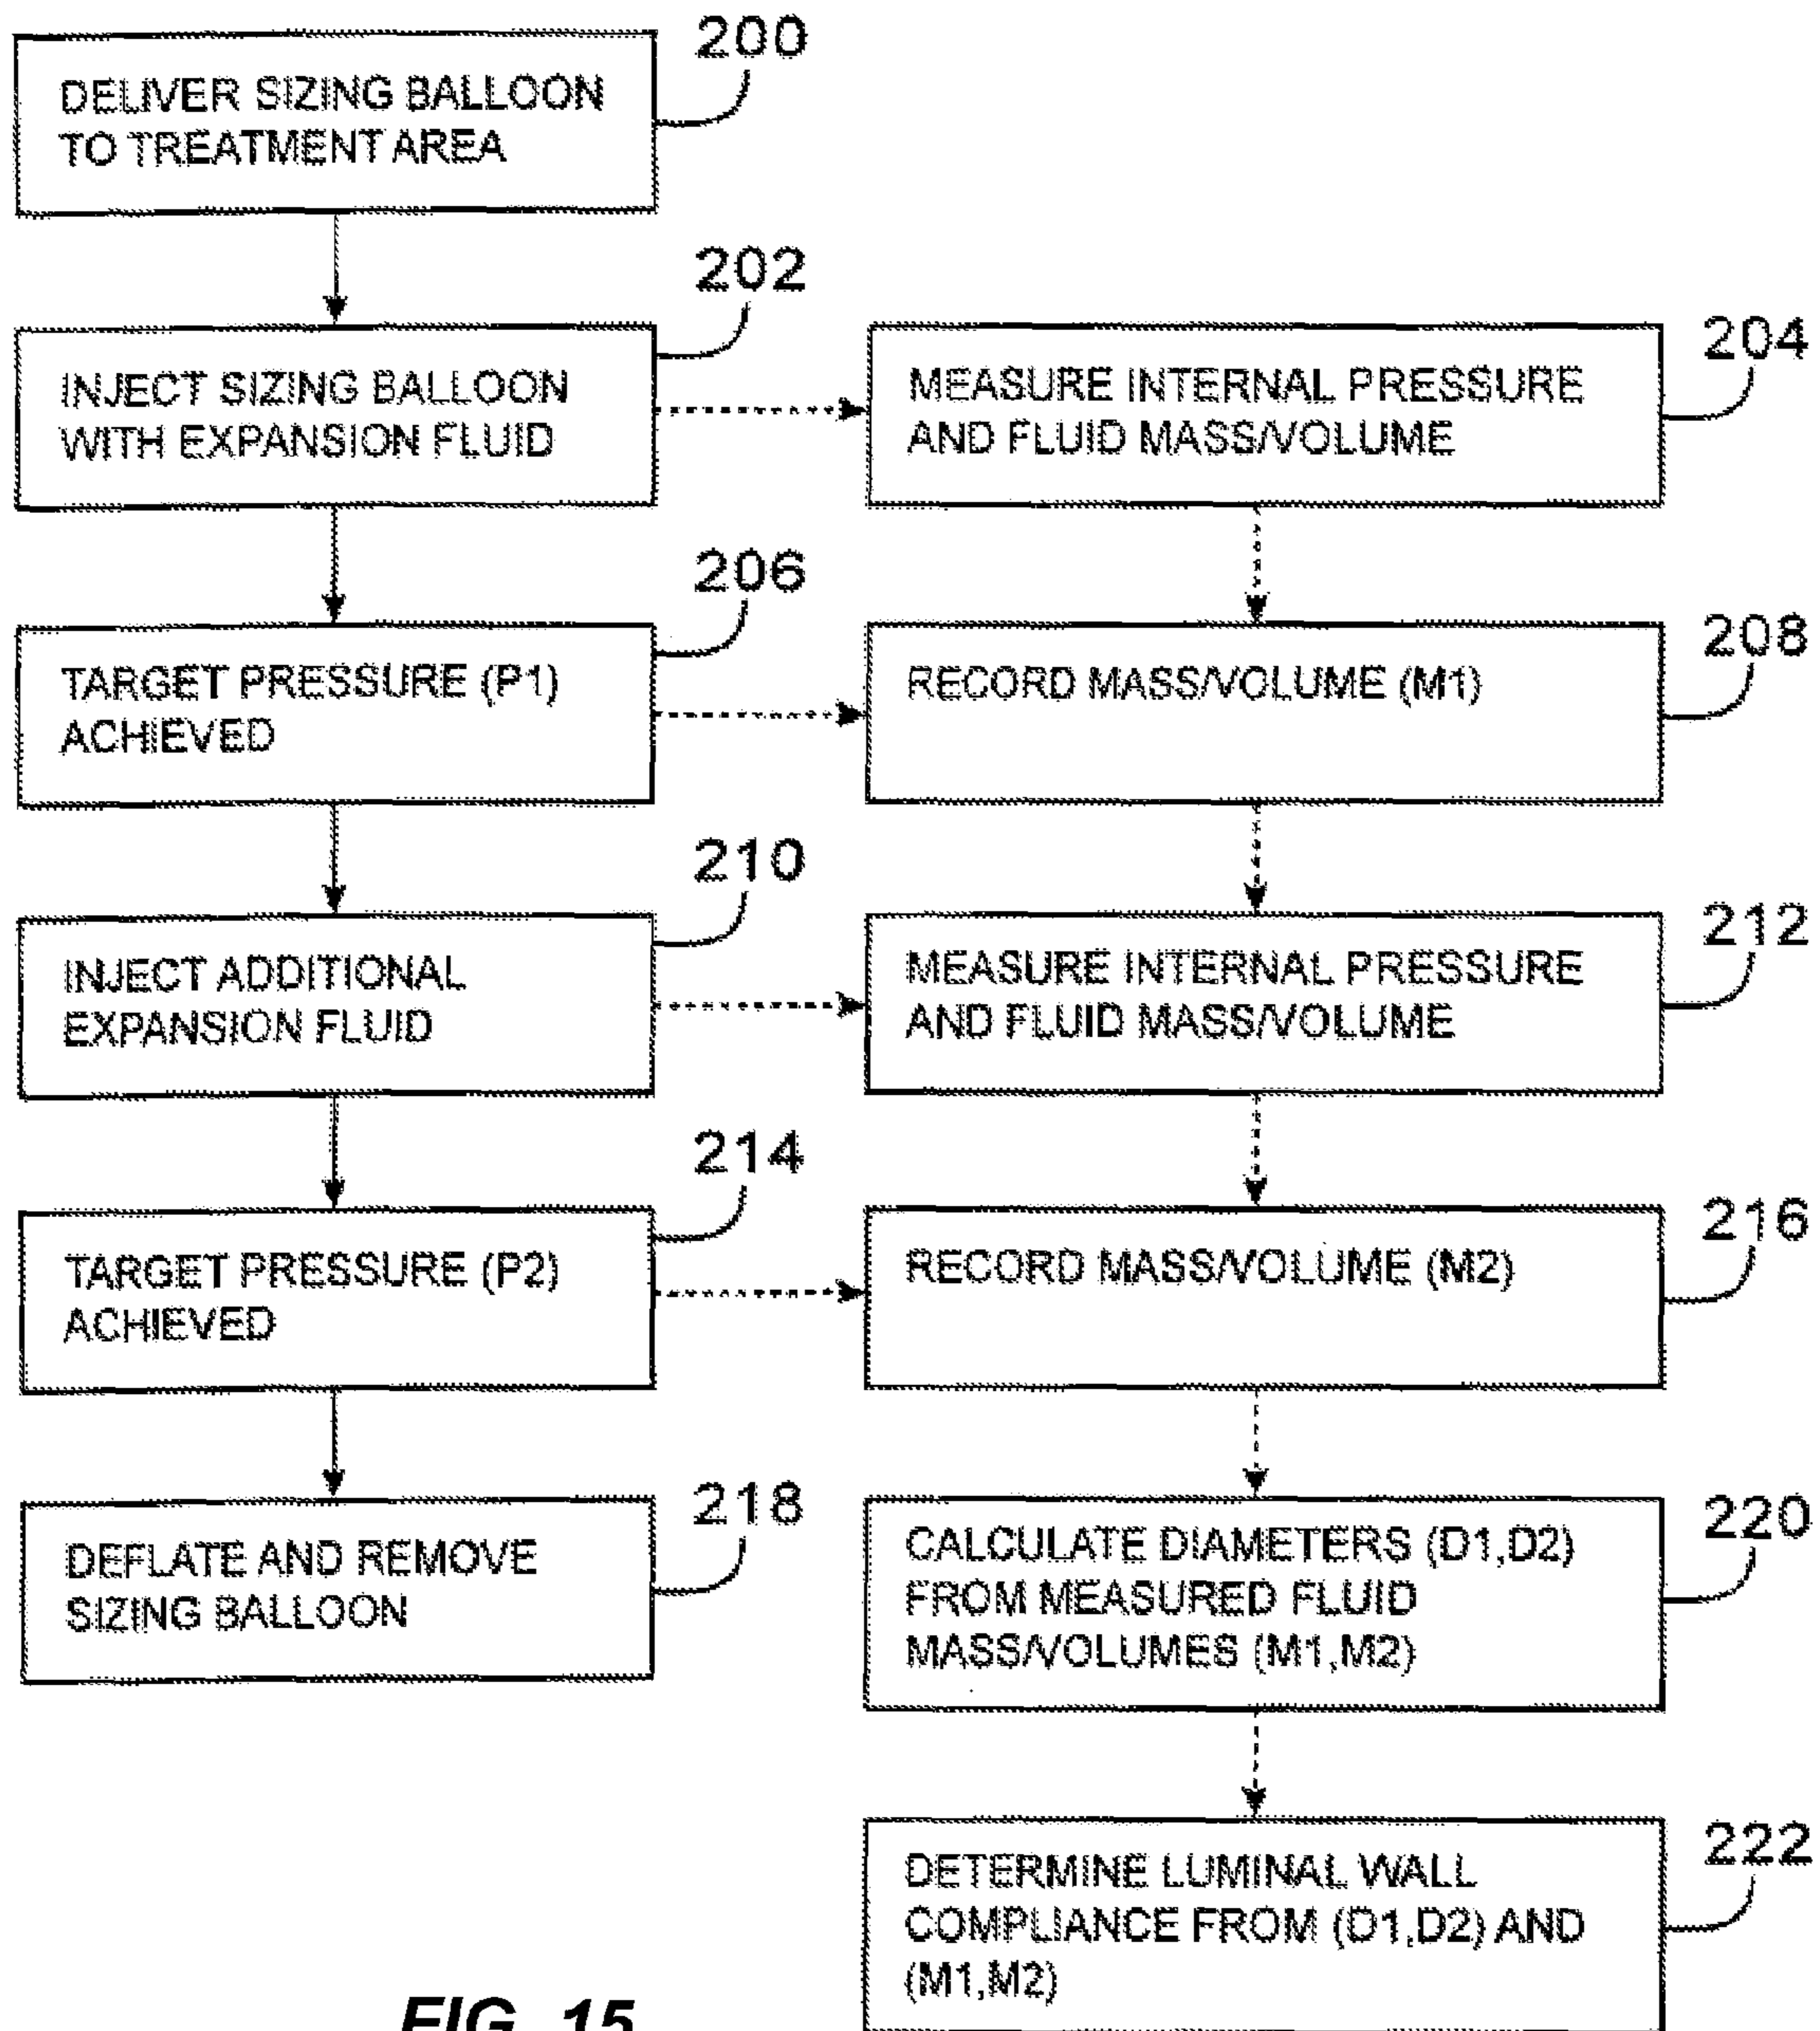 200
DELIVER SIZING BALLOON
TO TREATMENT AREA
202
INJECT SIZING BALLOON
WITH EXPANSION FLUID
204
MEASURE INTERNAL PRESSURE
AND FLUID MASS/VOLUME
206
TARGET PRESSURE (P1)
ACHIEVED
208
RECORD MASS/VOLUME (M1)
210
INJECT ADDITIONAL
EXPANSION FLUID
212
MEASURE INTERNAL PRESSURE
AND FLUID MASS/VOLUME
214
TARGET PRESSURE (P2)
ACHIEVED
216
RECORD MASS/VOLUME (M2)
218
DEFLATE AND REMOVE
SIZING BALLOON
220
CALCULATE DIAMETERS (D1,D2)
FROM MEASURED FLUID
MASS/VOLUMES (M1,M2)
222
DETERMINE LUMINAL WALL
COMPLIANCE FROM (D1,D2) AND
(M1,M2)
FIG. 15